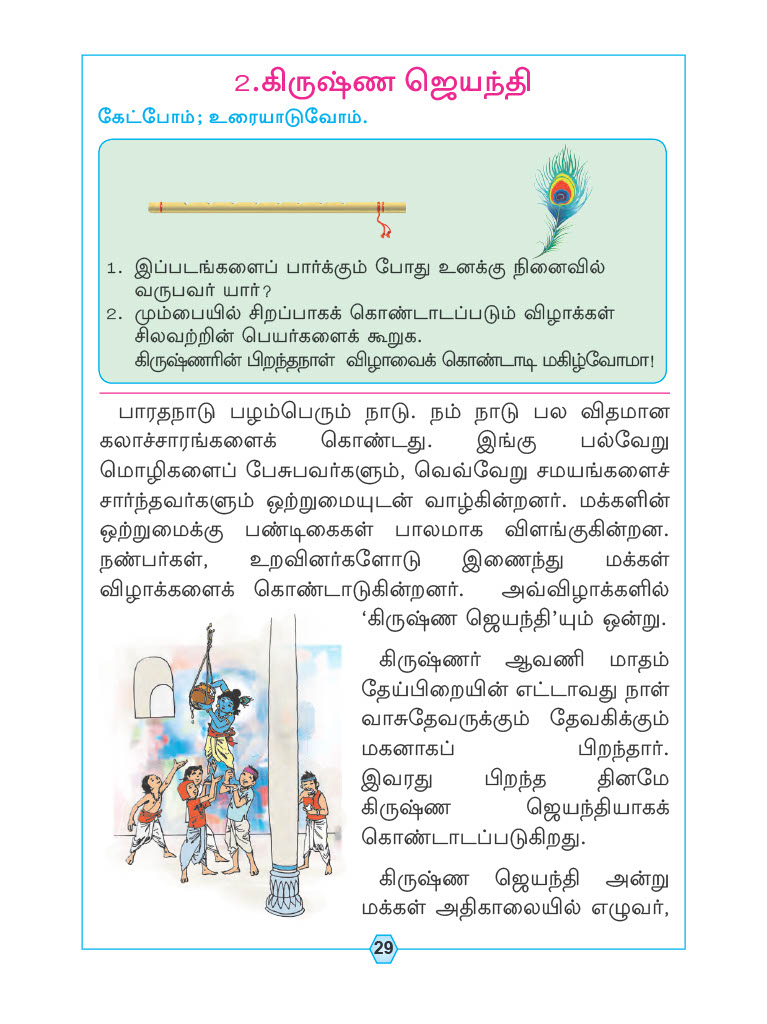 2.கிருஷ்ண ஜெயந்தி
கேட்போம்; உரையாடுவோம்.
1. இப்படங்களைப் பார்க்கும் போது உனக்கு நினைவில்
வருபவர் யார்?
2. மும்பையில் சிறப்பாகக் கொண்டாடப்படும் விழாக்கள்
சிலவற்றின் பெயர்களைக் கூறுக.
கிருஷ்ணரின் பிறந்தநாள் விழாவைக் கொண்டாடி மகிழ்வோமா!
பாரதநாடு பழம்பெரும் நாடு. நம் நாடு பல விதமான
கலாச்சாரங்களைக் கொண்டது. இங்கு பல்வேறு
மொழிகளைப் பேசுபவர்களும், வெவ்வேறு சமயங்களைச்
சார்ந்தவர்களும் ஒற்றுமையுடன் வாழ்கின்றனர். மக்களின்
ஒற்றுமைக்கு பண்டிகைகள் பாலமாக விளங்குகின்றன.
நண்பர்கள், உறவினர்களோடு இணைந்து மக்கள்
விழாக்களைக் கொண்டாடுகின்றனர். அவ்விழாக்களில்
‘கிருஷ்ண ஜெயந்தி’யும் ஒன்று.
கிருஷ்ணர் ஆவணி மாதம்
தேய்பிறையின் எட்டாவது நாள்
வாசுதேவருக்கும் தேவகிக்கும்
மகனாகப் பிறந்தார்.
இவரது பிறந்த தினமே
கிருஷ்ண ஜெயந்தியாகக்
கொண்டாடப்படுகிறது.
கிருஷ்ண ஜெயந்தி அன்று
மக்கள் அதிகாலையில் எழுவர்,
29